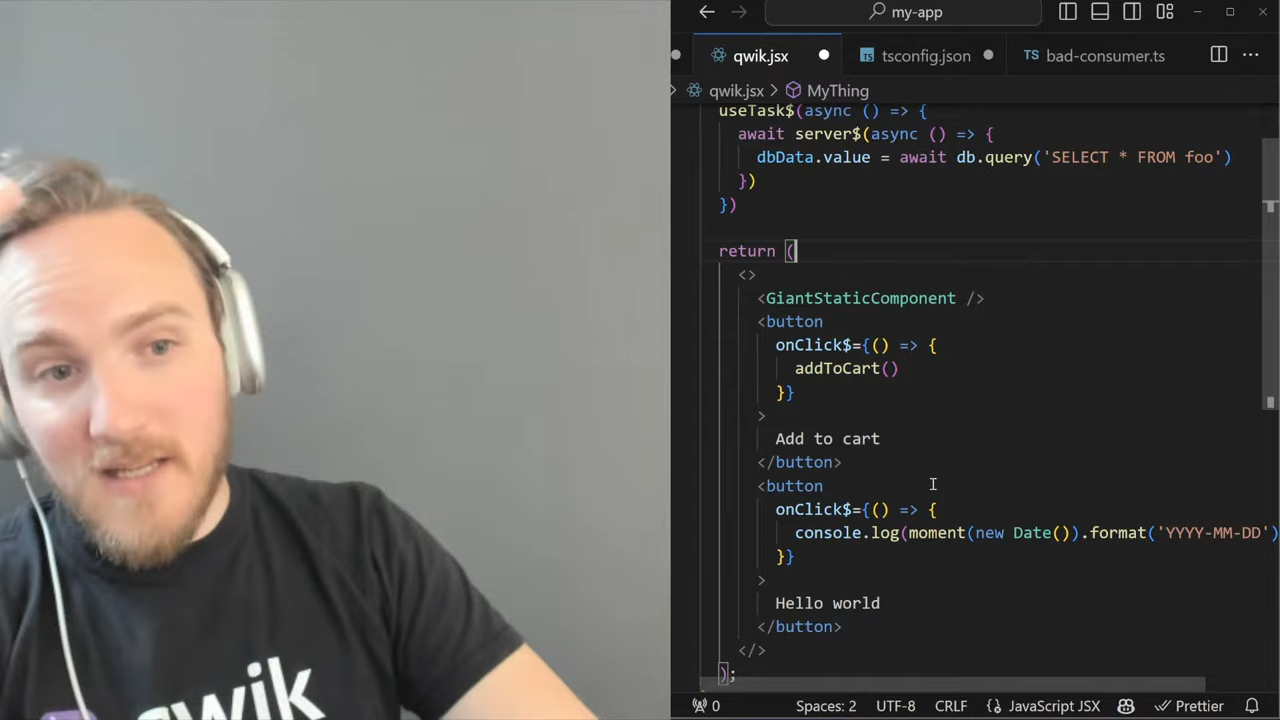 my-app
qwik.jsx
tsconfig.json
TS bad-consumer.ts
qwik.jsx > MyThing
useTask$(async () => {
await server$(async () => {
dbData.value = await db.query('SELECT * FROM foo')
})
})
return (
<>
<GiantStaticComponent />
<button
onClick$={() => {
addToCart()
}}
>
Add to cart
</button>
<button
onClick$={() => {
console.log(moment(new Date()).format('YYYY-MM-DD')
}}
>
Hello world
</button>
</>
);
qwik
0
Spaces: 2
UTF-8
CRLF
JavaScript JSX
Prettier